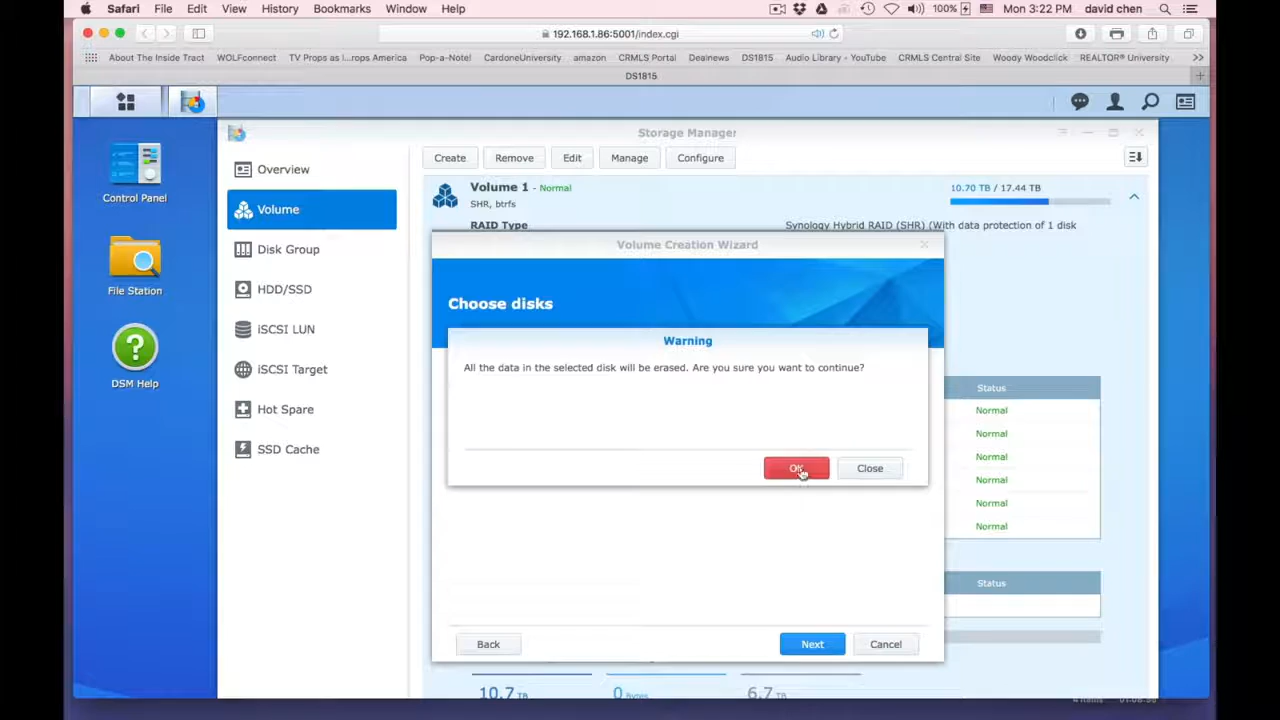 Safari File Edit View History Bookmarks Window Help 100% Mon 3:22 PM david chen
192.168.1.86:5001/index.cgi
About The Inside Tract WOLFconnect TV Props as I...rops America Pop-a-Notel CardoneUniversity amazon CRMLS Portal Dealnews DS1815 Audio Library - YouTube CRMLS Central Site Woody Woodclick REALTOR® University
DS1815
Storage Manager
Control Panel
File Station
DSM Help
Overview
Volume
Disk Group
HDD/SSD
iSCSI LUN
iSCSI Target
Hot Spare
SSD Cache
Create Remove Edit Manage Configure
Volume 1 - Normal 10.70 TB / 17.44 TB
SHR, btrfs
RAID Type Synology Hybrid RAID (SHR) (With data protection of 1 disk
Volume Creation Wizard
Choose disks
Warning
All the data in the selected disk will be erased. Are you sure you want to continue?
OK Close
Status
Normal
Normal
Normal
Normal
Normal
Normal
Status
Back Next Cancel
10.7 TB 0 Bytes 6.7 TB